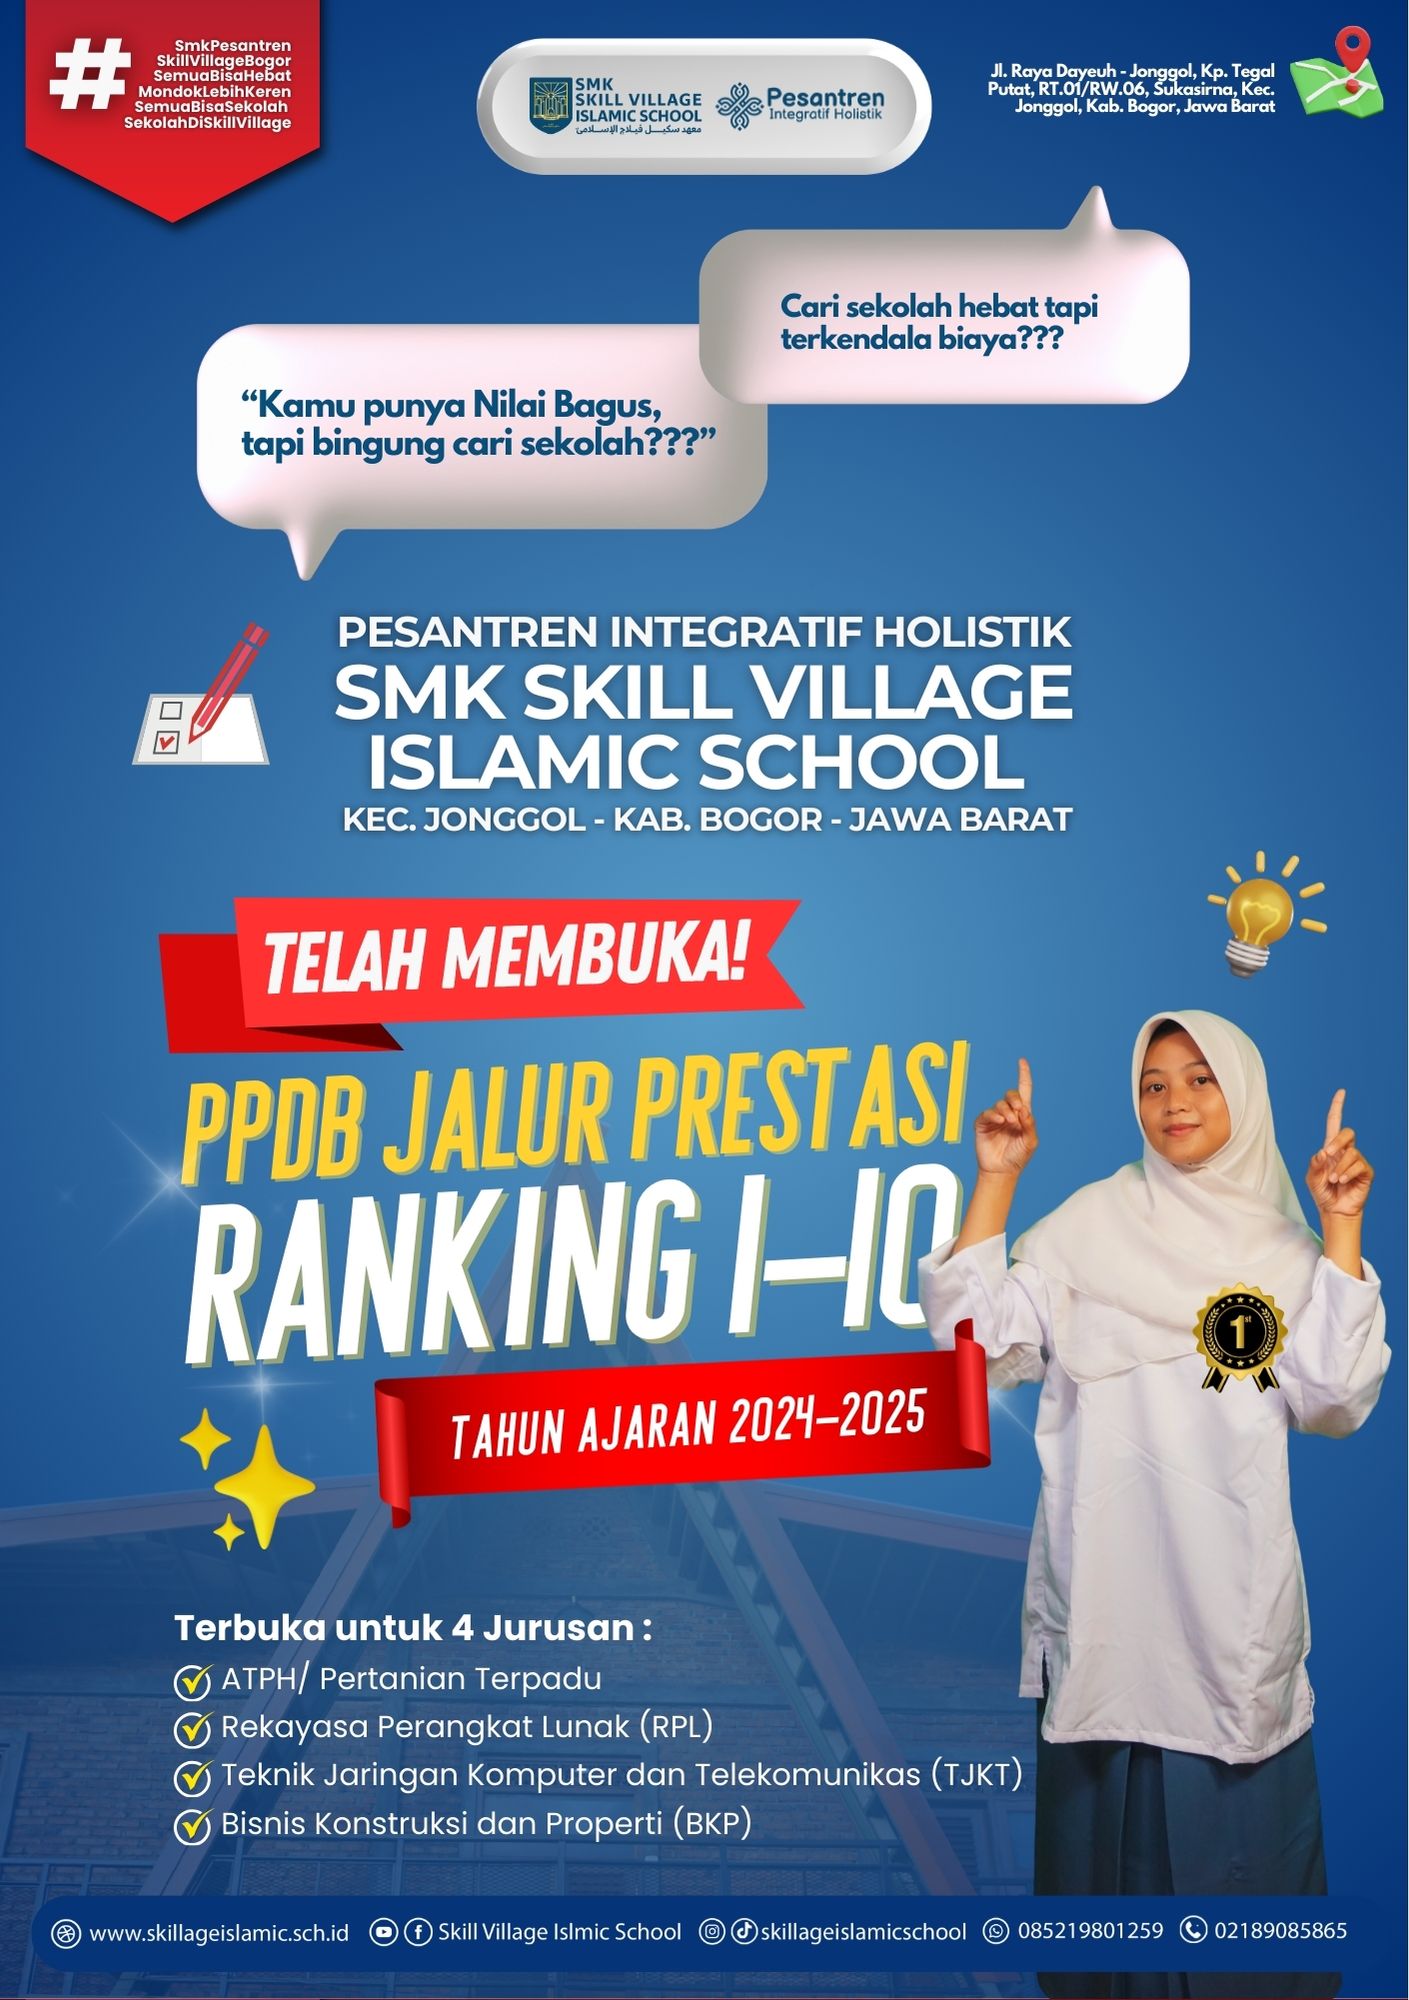 #
SmkPesantren
SkillVillageBogor
SemuaBisaHebat
MondokLebihKeren
SemuaBisaSekolah
SekolahDiSkillVillage
SMK
SKILL VILLAGE
ISLAMIC SCHOOL
معهد سكيل فيلاج الإسلامي
Pesantren
Integratif Holistik
Jl. Raya Dayeuh - Jonggol, Kp. Tegal
Putat, RT.01/RW.06, Sukasirna, Kec.
Jonggol, Kab. Bogor, Jawa Barat
Cari sekolah hebat tapi
terkendala biaya???
“Kamu punya Nilai Bagus,
tapi bingung cari sekolah???”
PESANTREN INTEGRATIF HOLISTIK
SMK SKILL VILLAGE
ISLAMIC SCHOOL
KEC. JONGGOL - KAB. BOGOR - JAWA BARAT
TELAH MEMBUKA!
PPDB JALUR PRESTASI
RANKING 1-10
1st
TAHUN AJARAN 2024-2025
Terbuka untuk 4 Jurusan :
ATPH/ Pertanian Terpadu
Rekayasa Perangkat Lunak (RPL)
Teknik Jaringan Komputer dan Telekomunikas (TJKT)
Bisnis Konstruksi dan Properti (BKP)
www.skillageislamic.sch.id Skill Village Islmic School skillageislamicschool 085219801259 02189085865